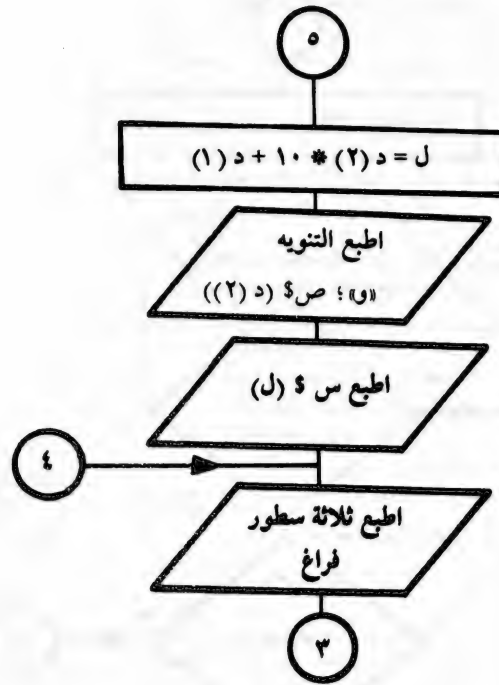 ٥
ل = د (٢) * ١٠ + د (١)
اطبع التنويه
«و» ؛ ص$ (د (٢))
اطبع س $ (ل)
٤
اطبع ثلاثة سطور
فراغ
٣